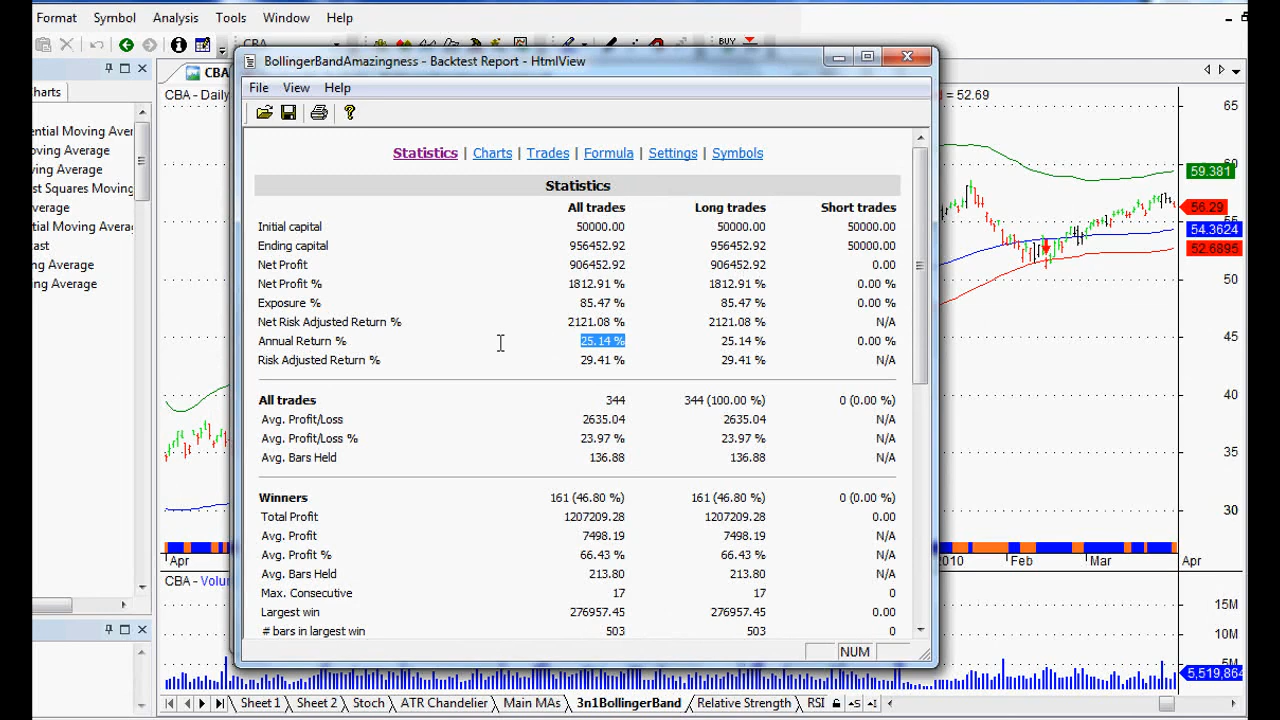 Format Symbol Analysis Tools Window Help
CBA
BUY
BollingerBandAmazingness - Backtest Report - HtmlView
File View Help
Statistics | Charts | Trades | Formula | Settings | Symbols
Statistics
All trades Long trades Short trades
Initial capital 50000.00 50000.00 50000.00
Ending capital 956452.92 956452.92 50000.00
Net Profit 906452.92 906452.92 0.00
Net Profit % 1812.91 % 1812.91 % 0.00 %
Exposure % 85.47 % 85.47 % 0.00 %
Net Risk Adjusted Return % 2121.08 % 2121.08 % N/A
Annual Return % 25.14 % 25.14 % 0.00 %
Risk Adjusted Return % 29.41 % 29.41 % N/A
All trades 344 344 (100.00 %) 0 (0.00 %)
Avg. Profit/Loss 2635.04 2635.04 N/A
Avg. Profit/Loss % 23.97 % 23.97 % N/A
Avg. Bars Held 136.88 136.88 N/A
Winners 161 (46.80 %) 161 (46.80 %) 0 (0.00 %)
Total Profit 1207209.28 1207209.28 0.00
Avg. Profit 7498.19 7498.19 N/A
Avg. Profit % 66.43 % 66.43 % N/A
Avg. Bars Held 213.80 213.80 N/A
Max. Consecutive 17 17 0
Largest win 276957.45 276957.45 0.00
# bars in largest win 503 503 0
NUM
harts
ential Moving Aver
oving Average
g Average
st Squares Moving
verage
ntial Moving Aver
cast
ng Average
ving Average
CBA
CBA - Daily
= 52.69
65
60
59.381
56.29
55
54.3624
52.6895
50
45
40
35
30
Apr 2010 Feb Mar Apr
CBA - Volu
15M
10M
5M
5,519,864
Sheet 1 Sheet 2 Stoch ATR Chandelier Main MAs 3n1BollingerBand Relative Strength RSI